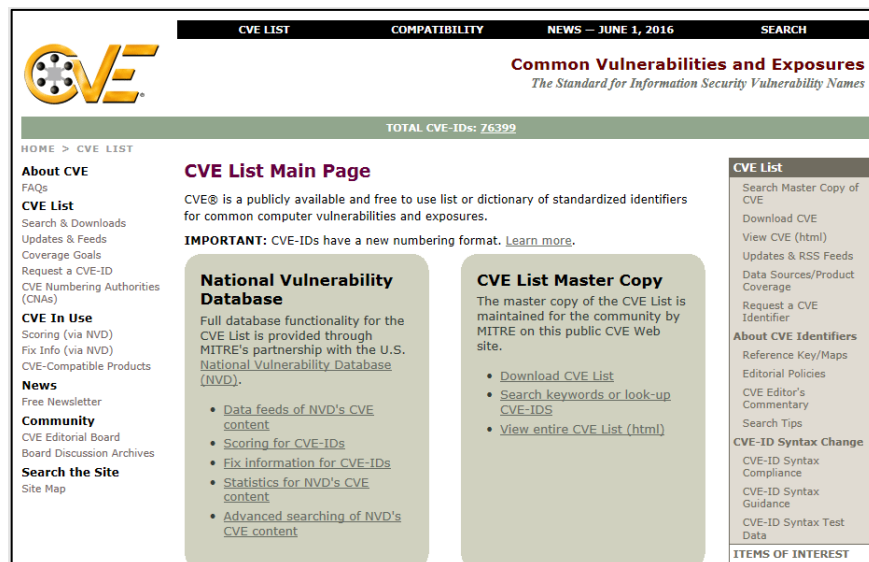 CVE LIST COMPATIBILITY NEWS — JUNE 1, 2016 SEARCH
CVE
Common Vulnerabilities and Exposures
The Standard for Information Security Vulnerability Names
TOTAL CVE-IDs: 76399
HOME > CVE LIST
About CVE
FAQs
CVE List
Search & Downloads
Updates & Feeds
Coverage Goals
Request a CVE-ID
CVE Numbering Authorities
(CNAs)
CVE In Use
Scoring (via NVD)
Fix Info (via NVD)
CVE-Compatible Products
News
Free Newsletter
Community
CVE Editorial Board
Board Discussion Archives
Search the Site
Site Map
CVE List Main Page
CVE® is a publicly available and free to use list or dictionary of standardized identifiers
for common computer vulnerabilities and exposures.
IMPORTANT: CVE-IDs have a new numbering format. Learn more.
National Vulnerability
Database
Full database functionality for the
CVE List is provided through
MITRE's partnership with the U.S.
National Vulnerability Database
(NVD).
• Data feeds of NVD's CVE
content
• Scoring for CVE-IDs
• Fix information for CVE-IDs
• Statistics for NVD's CVE
content
• Advanced searching of NVD's
CVE content
CVE List Master Copy
The master copy of the CVE List is
maintained for the community by
MITRE on this public CVE Web
site.
• Download CVE List
• Search keywords or look-up
CVE-IDS
• View entire CVE List (html)
CVE List
Search Master Copy of
CVE
Download CVE
View CVE (html)
Updates & RSS Feeds
Data Sources/Product
Coverage
Request a CVE
Identifier
About CVE Identifiers
Reference Key/Maps
Editorial Policies
CVE Editor's
Commentary
Search Tips
CVE-ID Syntax Change
CVE-ID Syntax
Compliance
CVE-ID Syntax
Guidance
CVE-ID Syntax Test
Data
ITEMS OF INTEREST